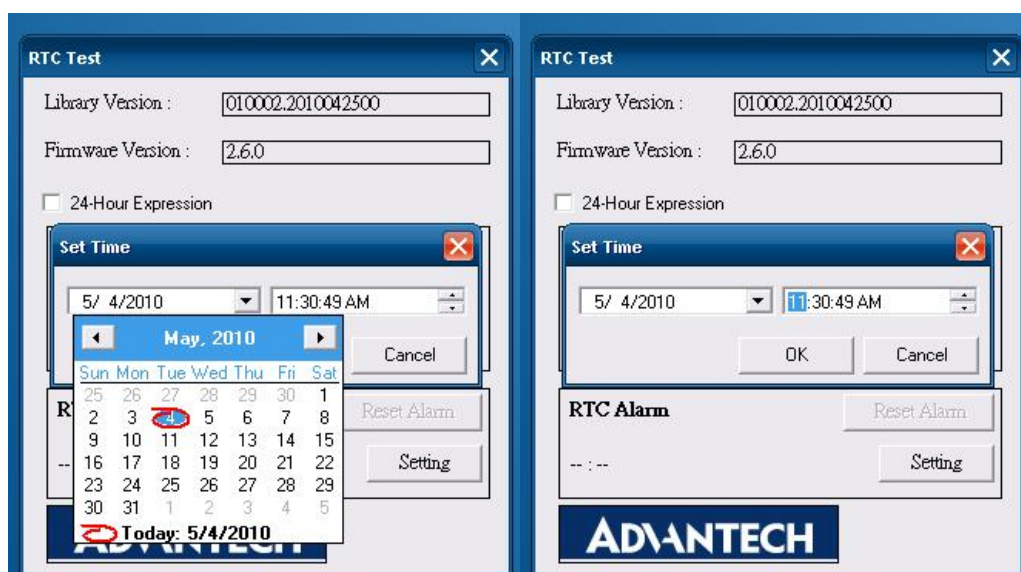 RTC Test
Library Version : 010002.2010042500
Firmware Version : 2.6.0
24-Hour Expression
Set Time
5/ 4/2010 11:30:49 AM
May, 2010
Cancel
Sun Mon Tue Wed Thu Fri Sat
25 26 27 28 29 30 1
2 3 4 5 6 7 8
9 10 11 12 13 14 15
16 17 18 19 20 21 22
23 24 25 26 27 28 29
30 31 1 2 3 4 5
Today: 5/4/2010
R
Reset Alarm
--
Setting
ADVANTECH
RTC Test
Library Version : 010002.2010042500
Firmware Version : 2.6.0
24-Hour Expression
Set Time
5/ 4/2010 11:30:49 AM
OK Cancel
RTC Alarm Reset Alarm
-- : -- Setting
ADVANTECH